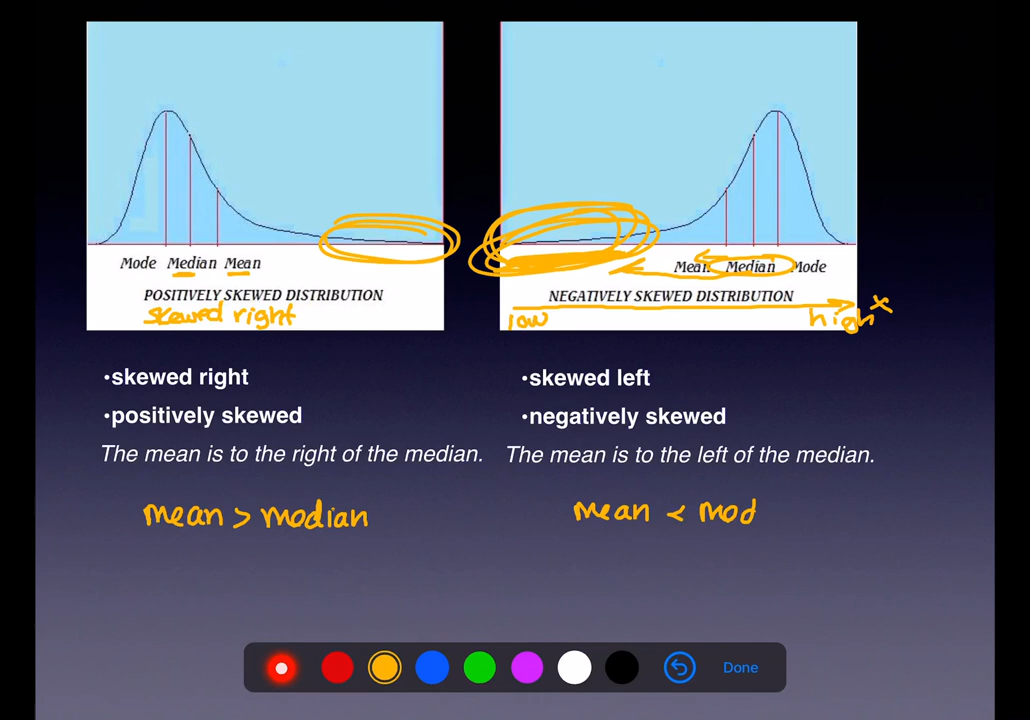 Mode Median Mean
POSITIVELY SKEWED DISTRIBUTION
skewed right
Mean Median Mode
NEGATIVELY SKEWED DISTRIBUTION
low high x
•skewed right
•positively skewed
The mean is to the right of the median.
mean > median
•skewed left
•negatively skewed
The mean is to the left of the median.
mean < med
Done